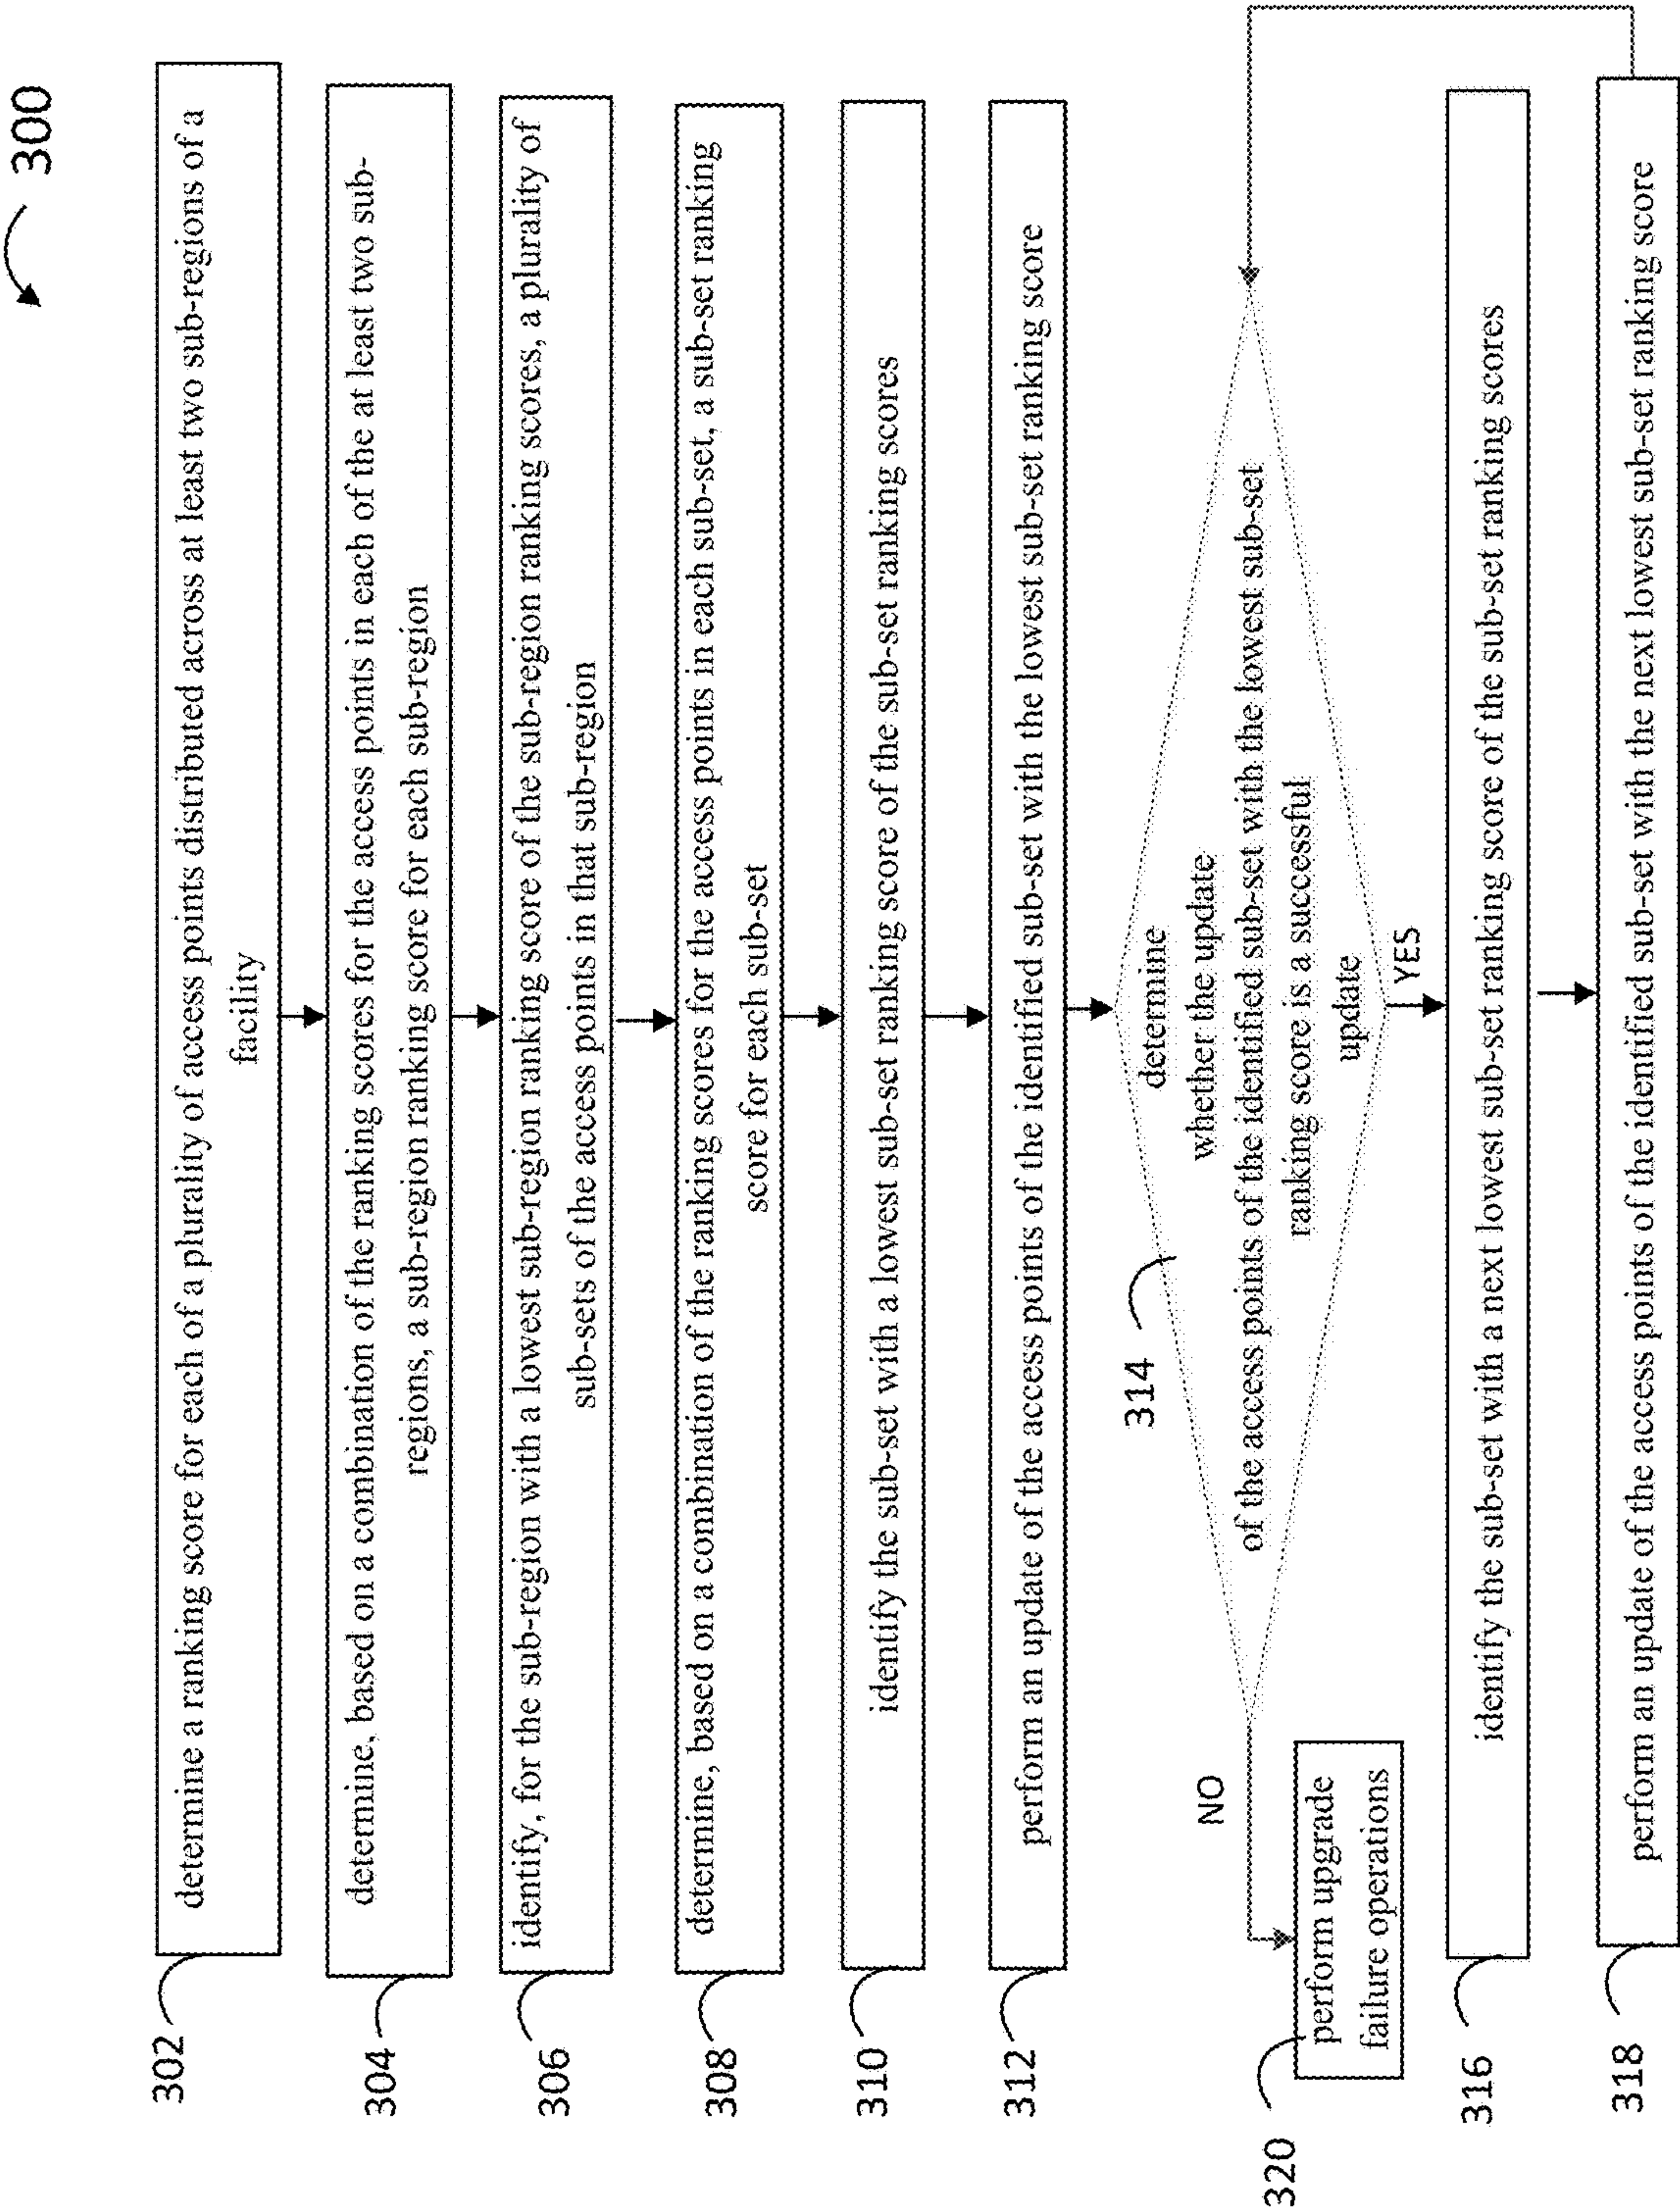 300
302
determine a ranking score for each of a plurality of access points distributed across at least two sub-regions of a
facility
304
determine, based on a combination of the ranking scores for the access points in each of the at least two sub-
regions, a sub-region ranking score for each sub-region
306
identify, for the sub-region with a lowest sub-region ranking score of the sub-region ranking scores, a plurality of
sub-sets of the access points in that sub-region
308
determine, based on a combination of the ranking scores for the access points in each sub-set, a sub-set ranking
score for each sub-set
310
identify the sub-set with a lowest sub-set ranking score of the sub-set ranking scores
312
perform an update of the access points of the identified sub-set with the lowest sub-set ranking score
314
determine
whether the update
of the access points of the identified sub-set with the lowest sub-set
ranking score is a successful
update
NO
YES
320
perform upgrade
failure operations
316
identify the sub-set with a next lowest sub-set ranking score of the sub-set ranking scores
318
perform an update of the access points of the identified sub-set with the next lowest sub-set ranking score